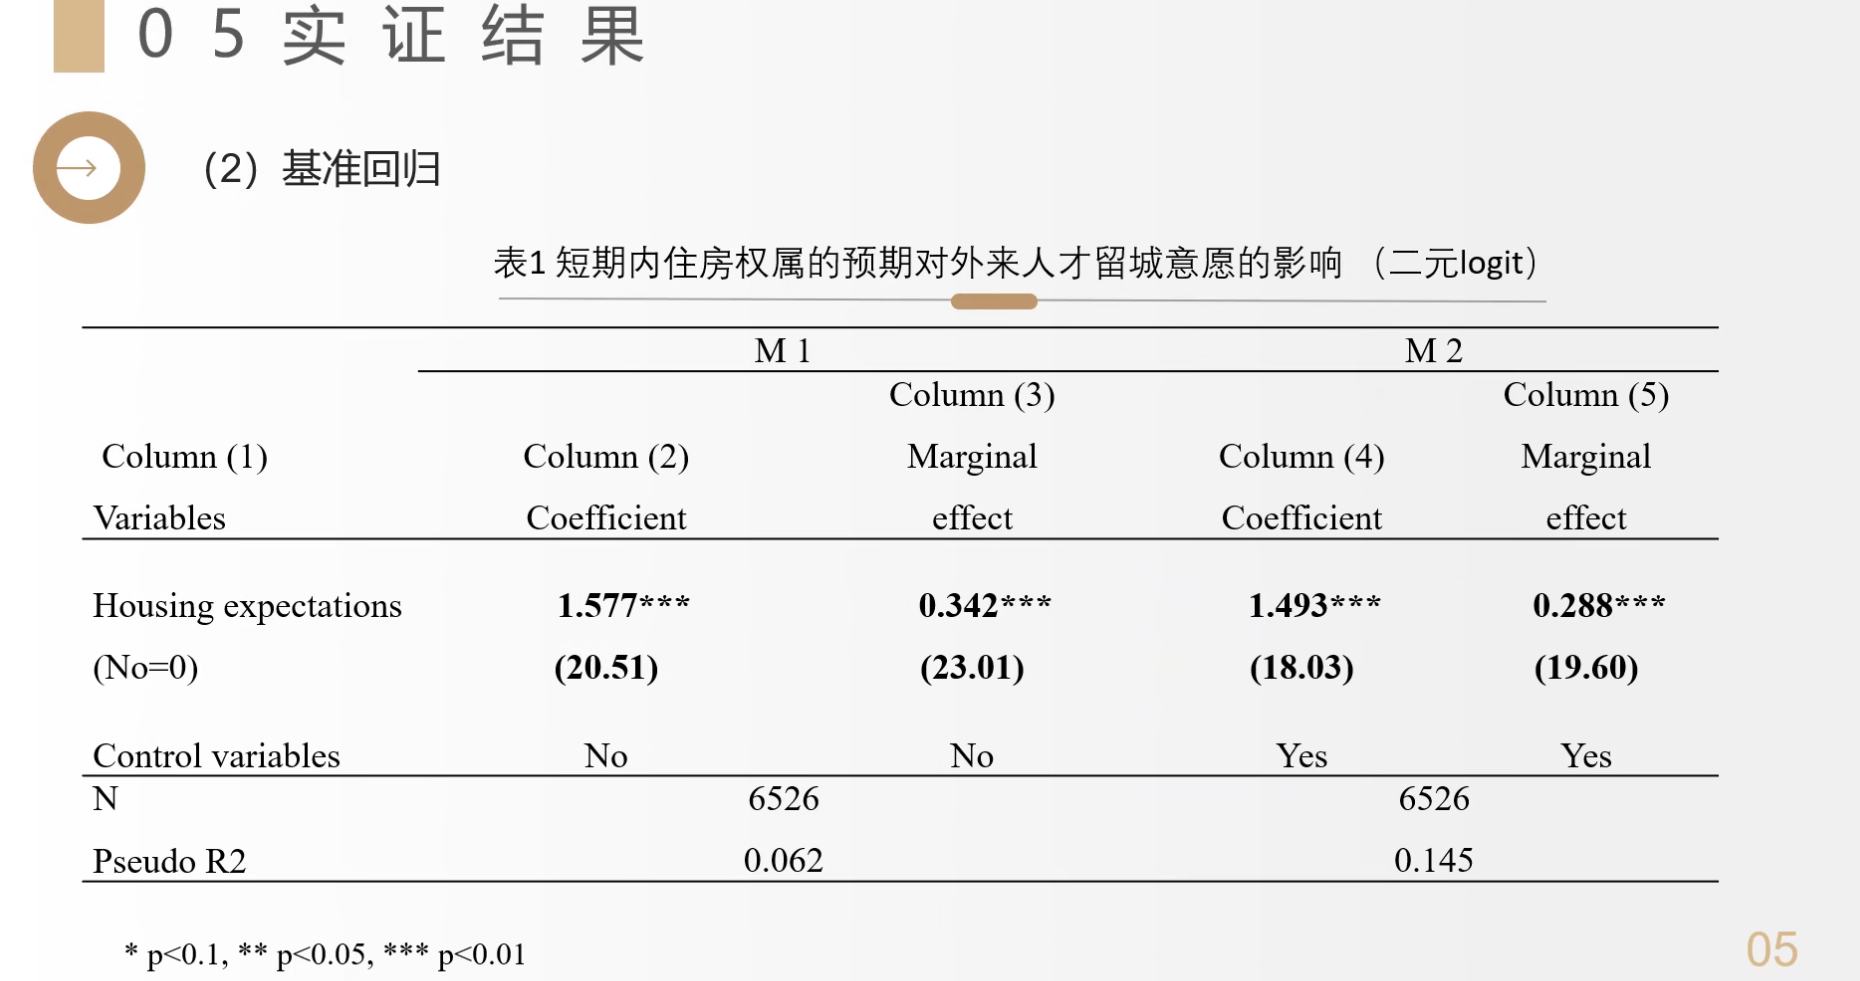 05实证结果
（2）基准回归
表1 短期内住房权属的预期对外来人才留城意愿的影响 （二元logit）
M 1 M 2
Column (3) Column (5)
Column (1) Column (2) Marginal Column (4) Marginal
Variables Coefficient effect Coefficient effect
Housing expectations 1.577*** 0.342*** 1.493*** 0.288***
(No=0) (20.51) (23.01) (18.03) (19.60)
Control variables No No Yes Yes
N 6526 6526
Pseudo R2 0.062 0.145
* p<0.1, ** p<0.05, *** p<0.01
05